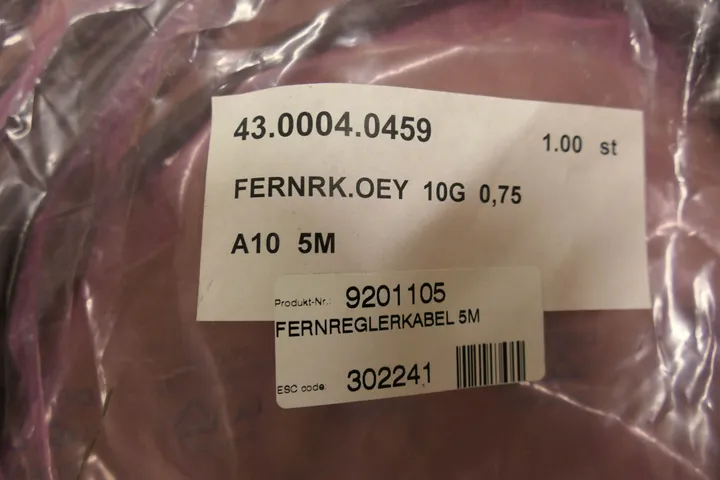 43.0004.0459 1.00 st
FERNRK.OEY 10G 0,75
A10 5M
Produkt-Nr.: 9201105
FERNREGLERKABEL 5M
ESC code: 302241